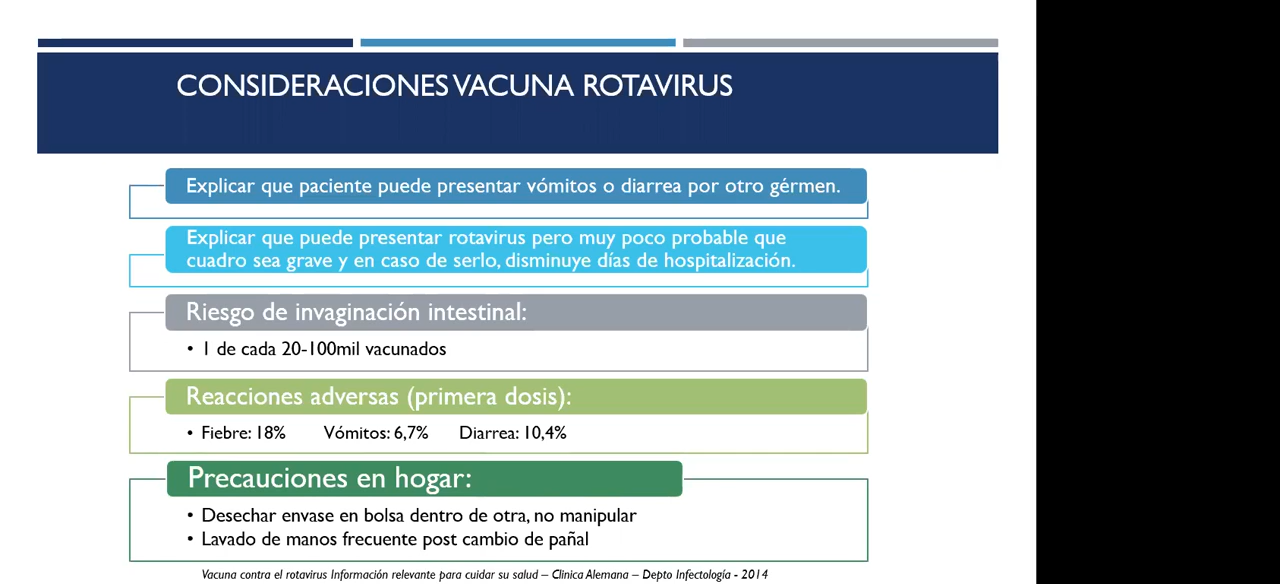 CONSIDERACIONES VACUNA ROTAVIRUS
Explicar que paciente puede presentar vómitos o diarrea por otro gérmen.
Explicar que puede presentar rotavirus pero muy poco probable que
cuadro sea grave y en caso de serlo, disminuye días de hospitalización.
Riesgo de invaginación intestinal:
• 1 de cada 20-100mil vacunados
Reacciones adversas (primera dosis):
• Fiebre: 18% Vómitos: 6,7% Diarrea: 10,4%
Precauciones en hogar:
• Desechar envase en bolsa dentro de otra, no manipular
• Lavado de manos frecuente post cambio de pañal
Vacuna contra el rotavirus Información relevante para cuidar su salud – Clinica Alemana – Depto Infectología - 2014